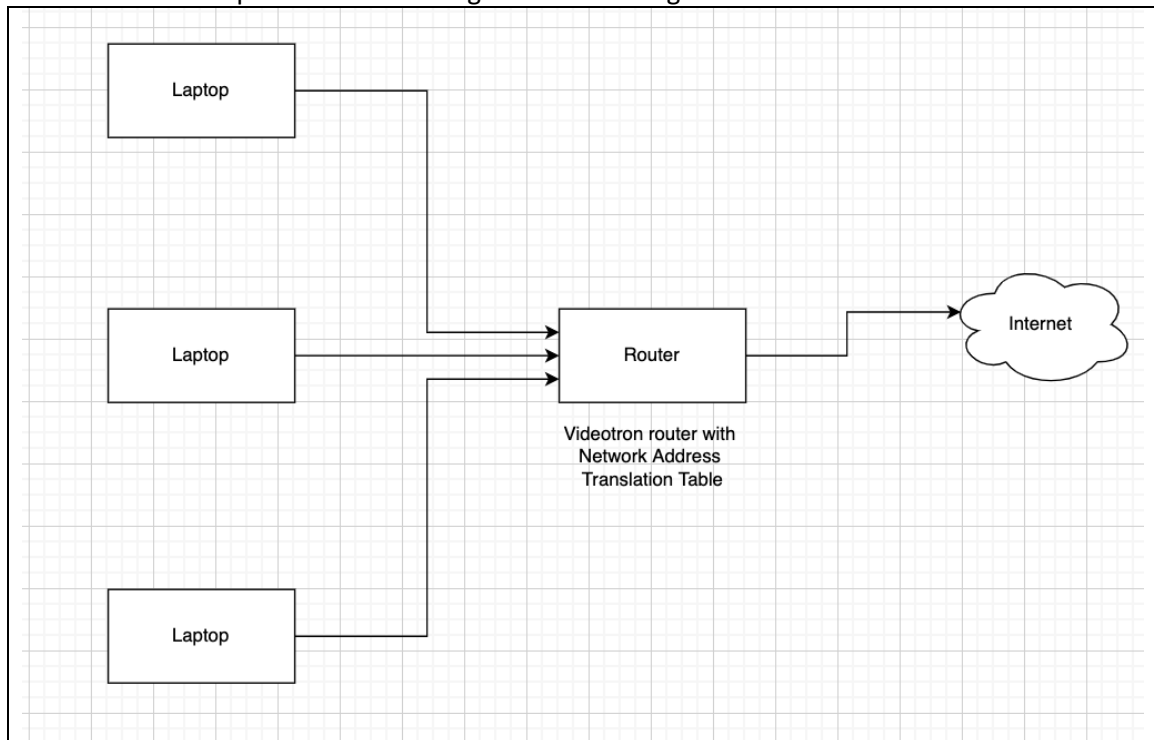 Laptop
Laptop
Router
Internet
Videotron router with
Network Address
Translation Table
Laptop